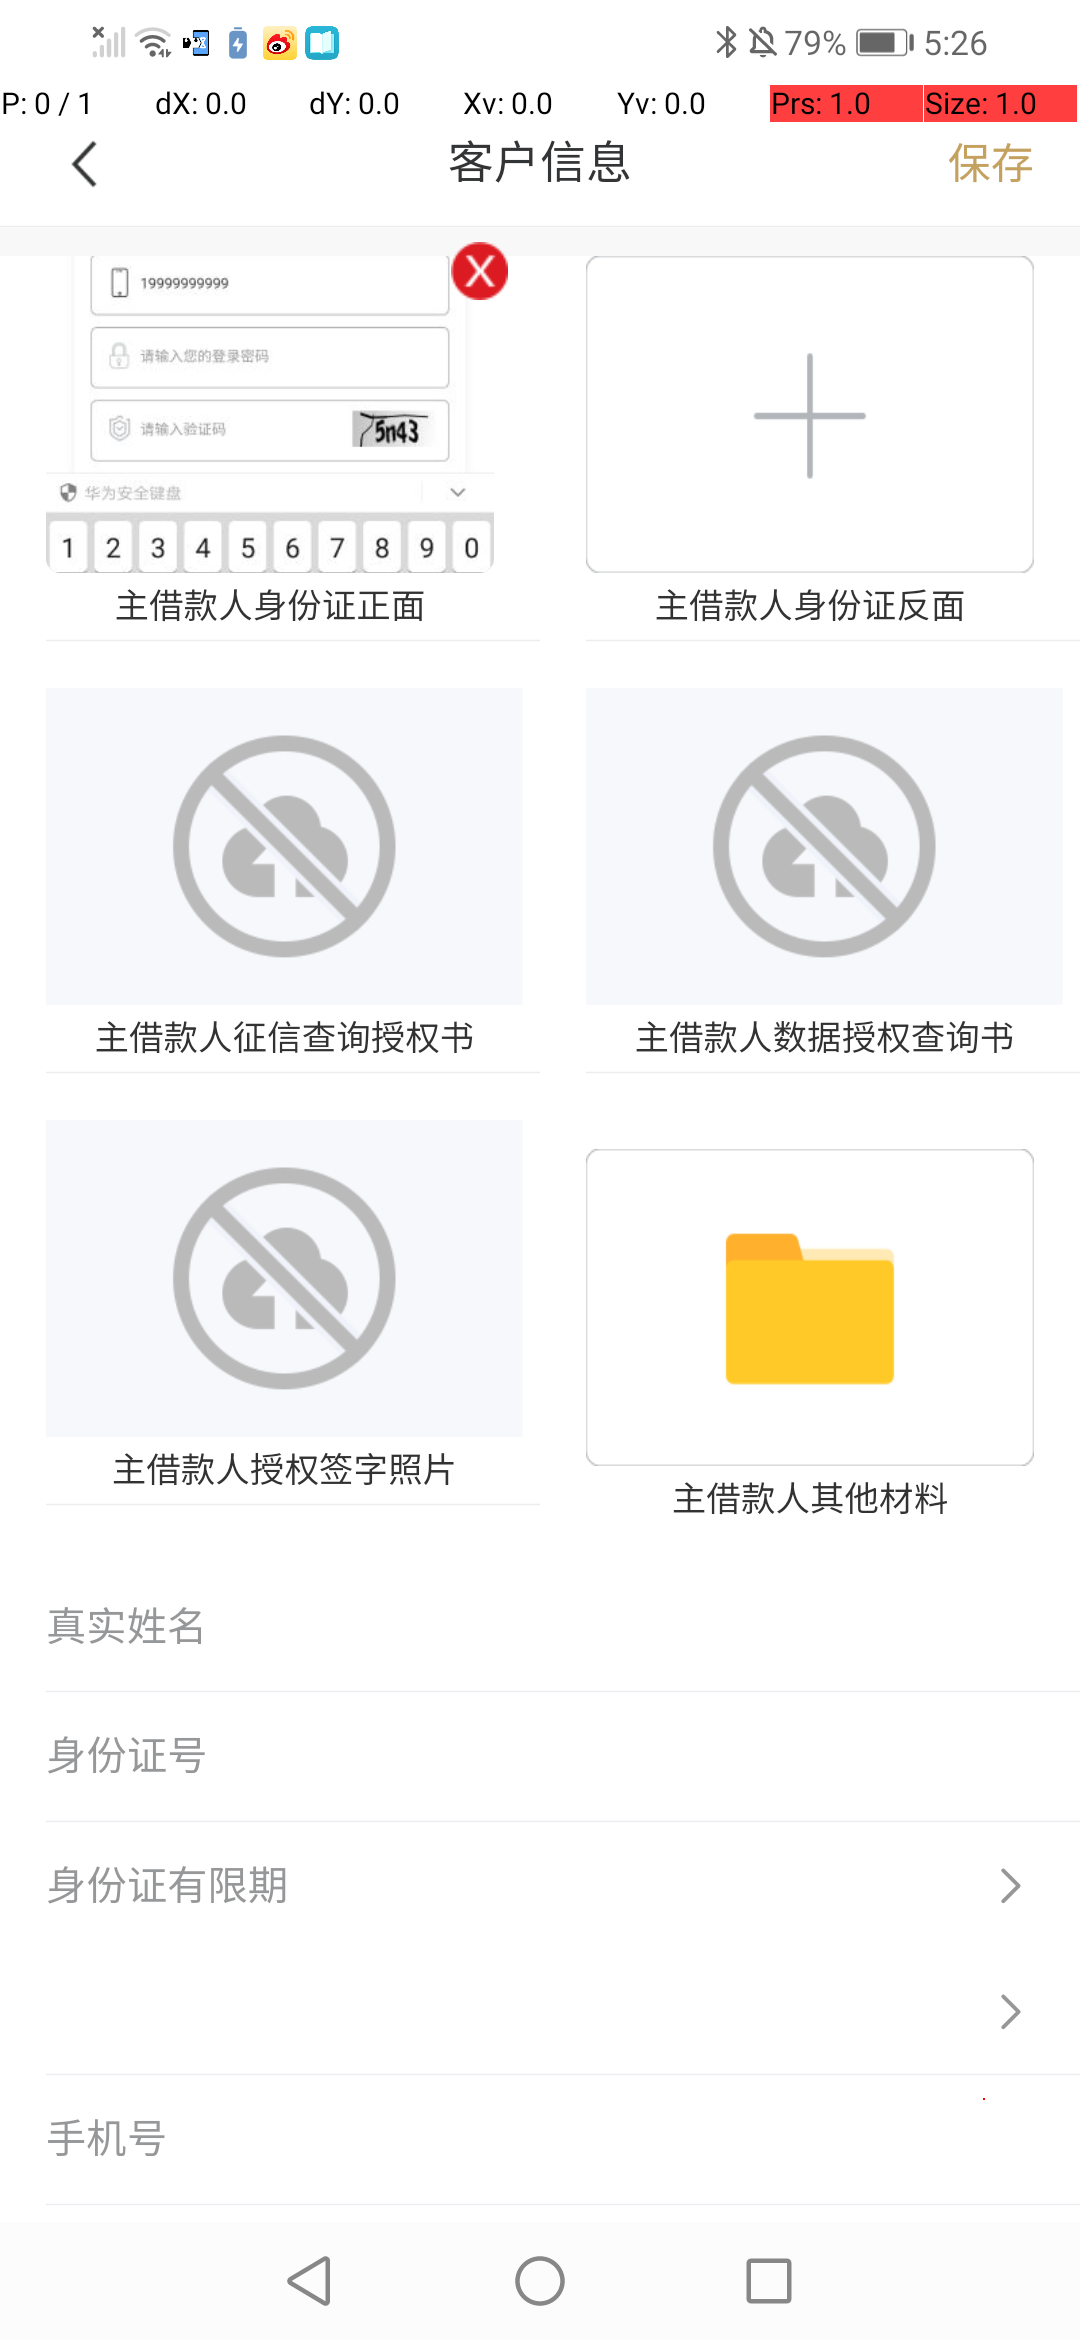 79% 5:26
P: 0 / 1 dX: 0.0 dY: 0.0 Xv: 0.0 Yv: 0.0 Prs: 1.0 Size: 1.0
客户信息 保存
19999999999
请输入您的登录密码
请输入验证码 5n43
华为安全键盘
1 2 3 4 5 6 7 8 9 0
主借款人身份证正面 主借款人身份证反面
主借款人征信查询授权书 主借款人数据授权查询书
主借款人授权签字照片 主借款人其他材料
真实姓名
身份证号
身份证有限期
手机号